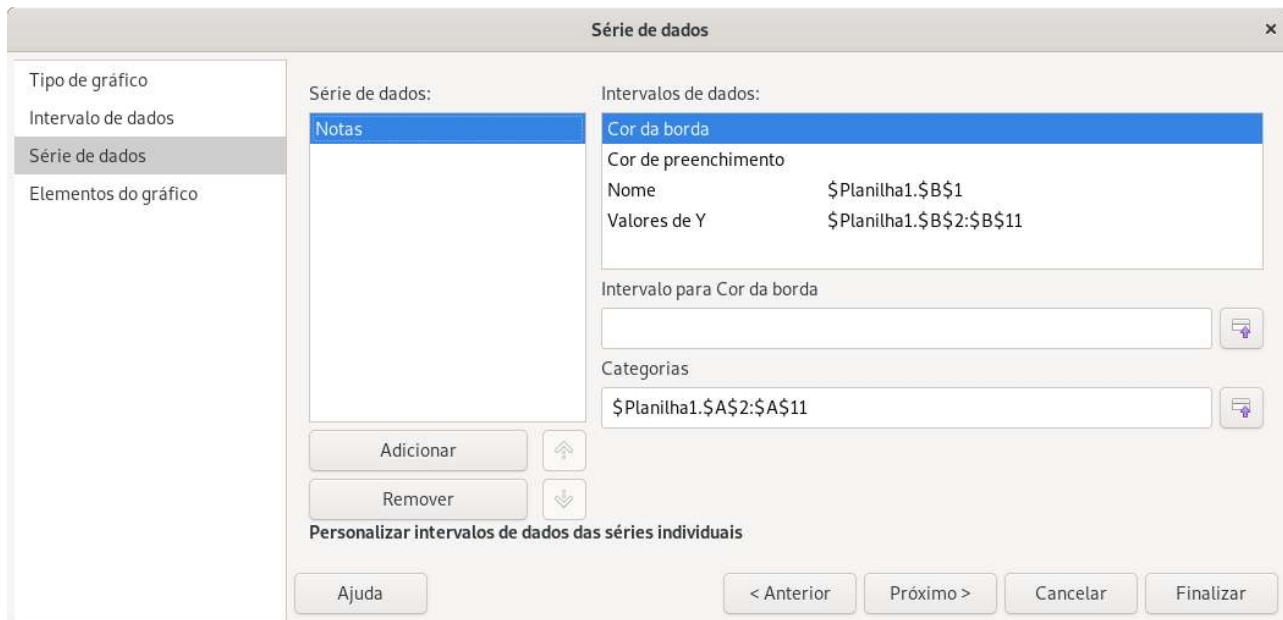 Série de dados
×
Tipo de gráfico
Intervalo de dados
Série de dados
Elementos do gráfico
Série de dados:
Notas
Adicionar
Remover
Intervalos de dados:
Cor da borda
Cor de preenchimento
Nome $Planilha1.$B$1
Valores de Y $Planilha1.$B$2:$B$11
Intervalo para Cor da borda
Categorias
$Planilha1.$A$2:$A$11
Personalizar intervalos de dados das séries individuais
Ajuda
< Anterior
Próximo >
Cancelar
Finalizar